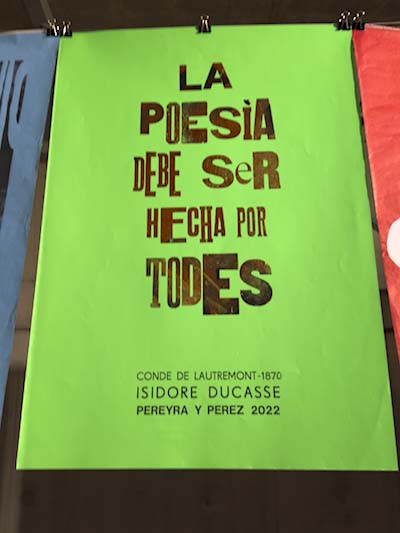 LA
POESìA
DEBE SeR
HECHA POR
TODES
CONDE DE LAUTREMONT-1870
ISIDORE DUCASSE
PEREYRA Y PEREZ 2022